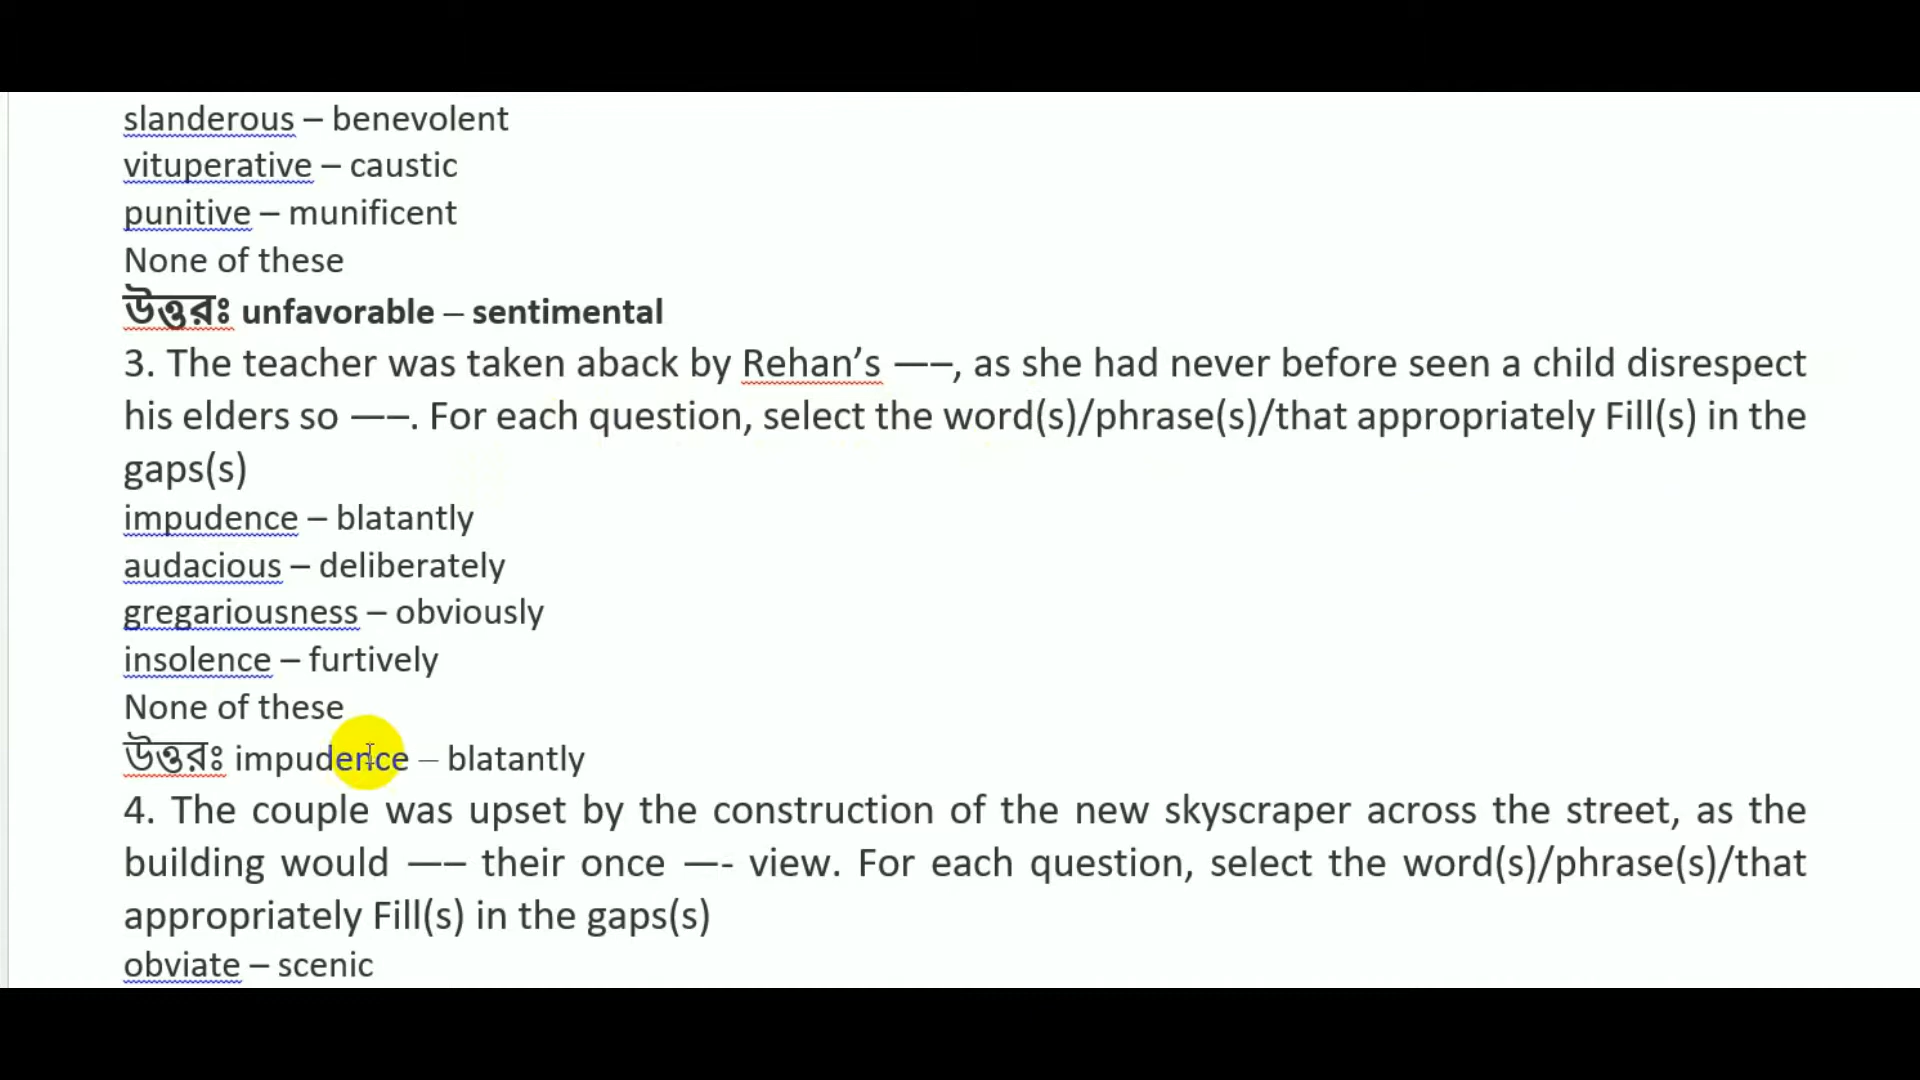 slanderous – benevolent
vituperative – caustic
punitive – munificent
None of these
উত্তরঃ unfavorable – sentimental
3. The teacher was taken aback by Rehan’s —–, as she had never before seen a child disrespect
his elders so —–. For each question, select the word(s)/phrase(s)/that appropriately Fill(s) in the
gaps(s)
impudence – blatantly
audacious – deliberately
gregariousness – obviously
insolence – furtively
None of these
উত্তরঃ impudence – blatantly
4. The couple was upset by the construction of the new skyscraper across the street, as the
building would —– their once —- view. For each question, select the word(s)/phrase(s)/that
appropriately Fill(s) in the gaps(s)
obviate – scenic